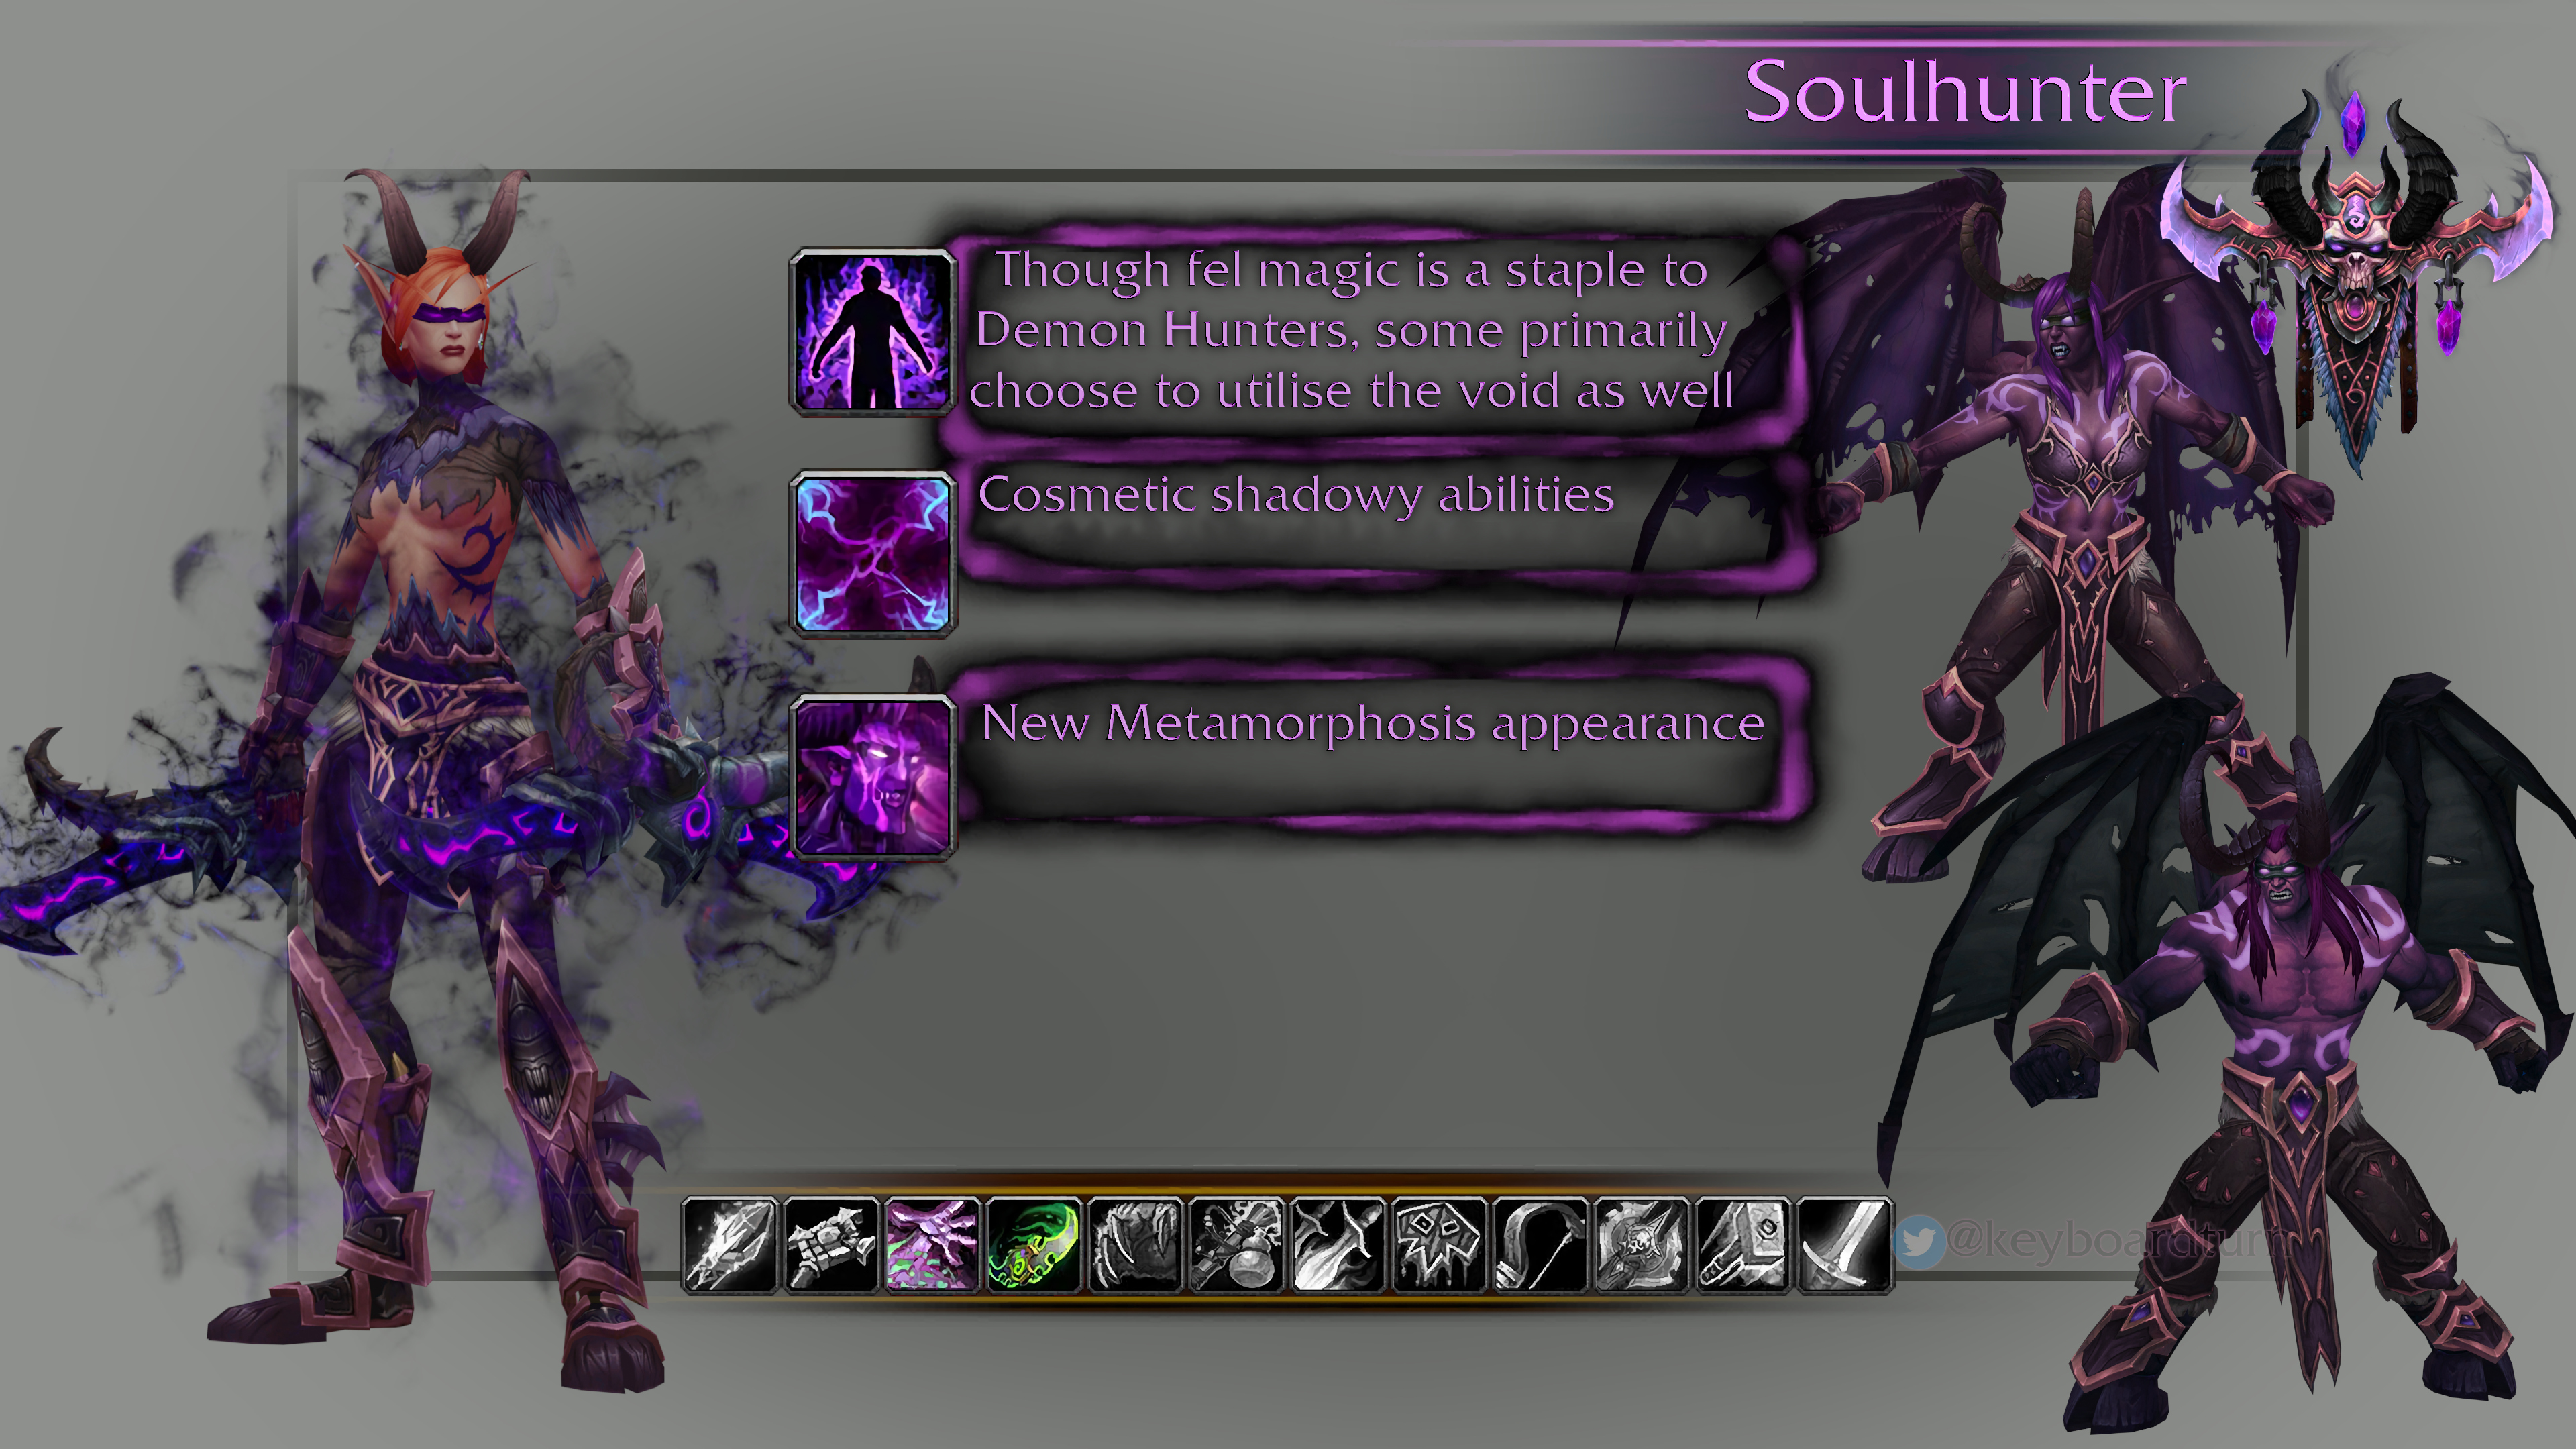 Soulhunter
Though fel magic is a staple to
Demon Hunters, some primarily
choose to utilise the void as well
Cosmetic shadowy abilities
New Metamorphosis appearance
@keyboardturn